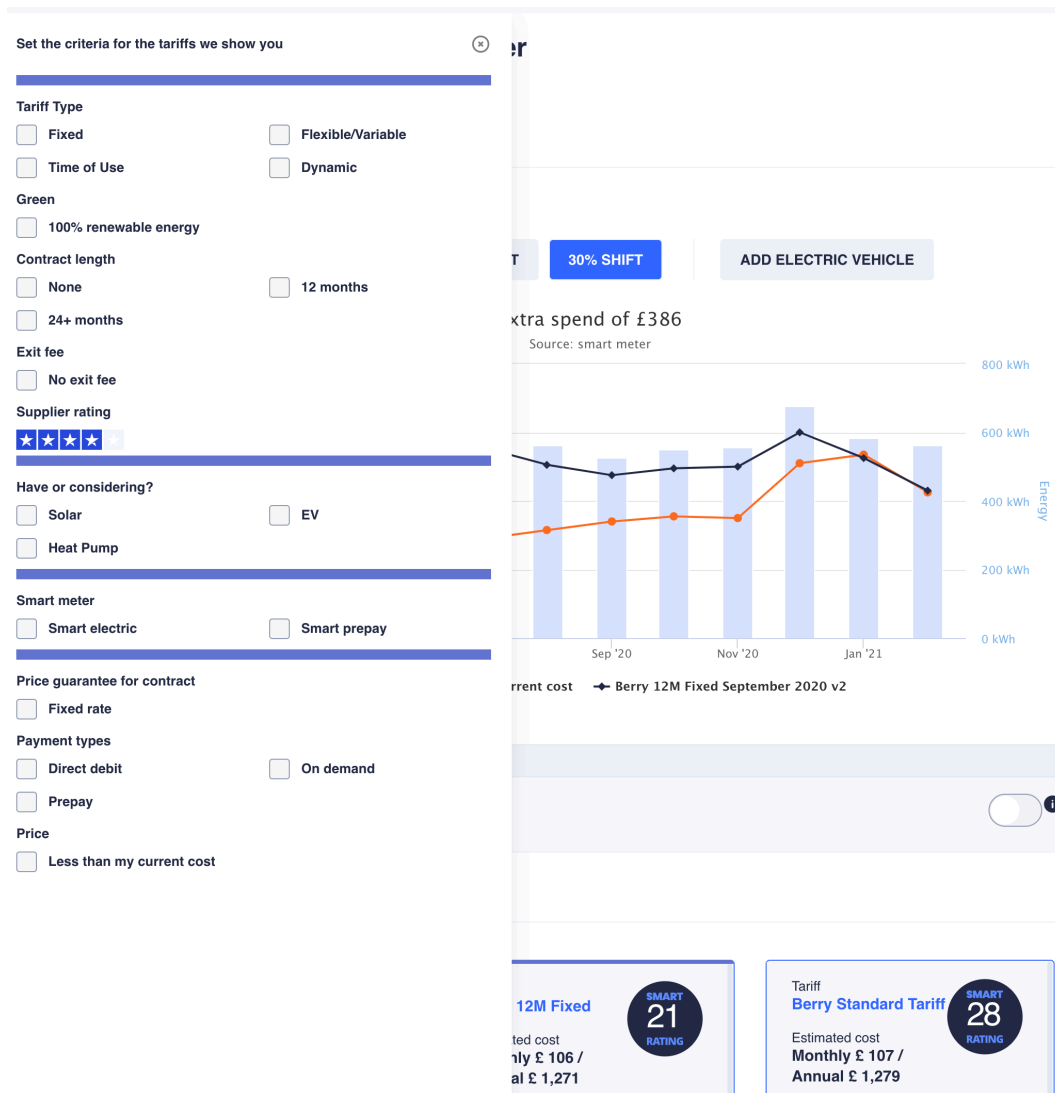 Set the criteria for the tariffs we show you
Tariff Type
Fixed
Flexible/Variable
Time of Use
Dynamic
Green
100% renewable energy
Contract length
None
12 months
24+ months
Exit fee
No exit fee
Supplier rating
Have or considering?
Solar
EV
Heat Pump
Smart meter
Smart electric
Smart prepay
Price guarantee for contract
Fixed rate
Payment types
Direct debit
On demand
Prepay
Price
Less than my current cost
er
T
30% SHIFT
ADD ELECTRIC VEHICLE
xtra spend of £386
Source: smart meter
800 kWh
600 kWh
400 kWh
200 kWh
0 kWh
Energy
Sep '20
Nov '20
Jan '21
rrent cost
Berry 12M Fixed September 2020 v2
i
12M Fixed
SMART
21
RATING
ted cost
hly £ 106 /
al £ 1,271
Tariff
Berry Standard Tariff
SMART
28
RATING
Estimated cost
Monthly £ 107 /
Annual £ 1,279